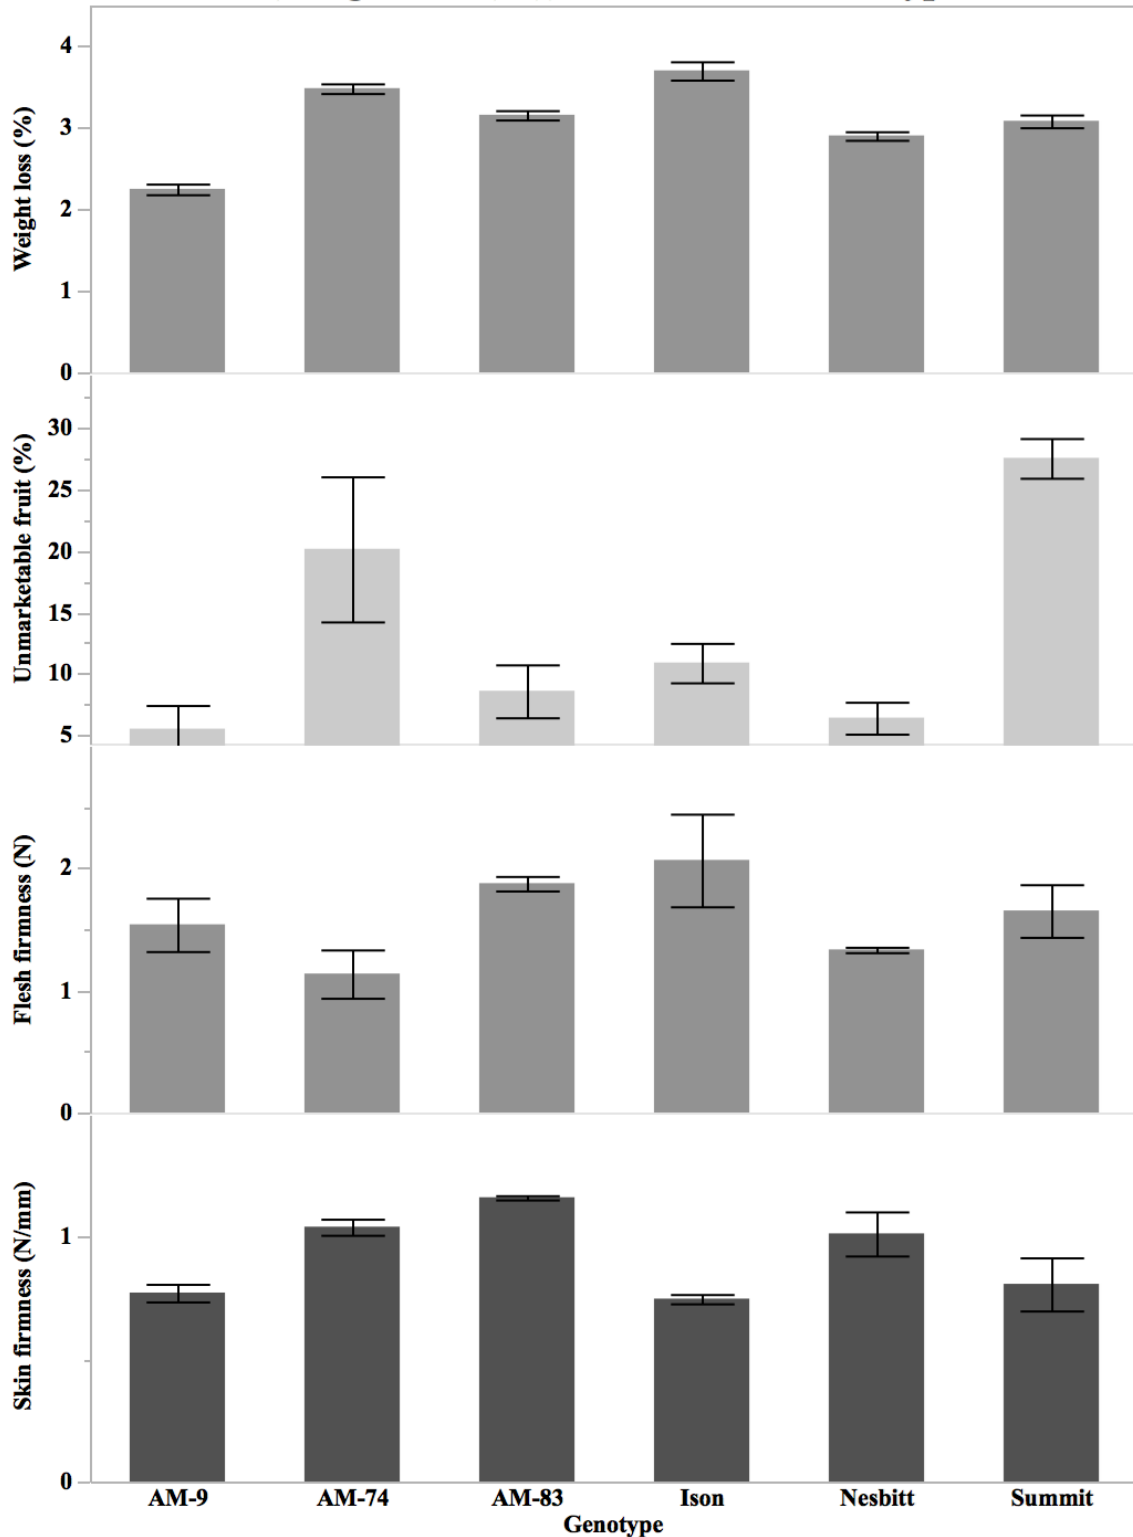 Weight loss (%)
4
3
2
1
0
Unmarketable fruit (%)
30
25
20
15
10
5
Flesh firmness (N)
2
1
0
Skin firmness (N/mm)
1
0
AM-9 AM-74 AM-83 Ison Nesbitt Summit
Genotype